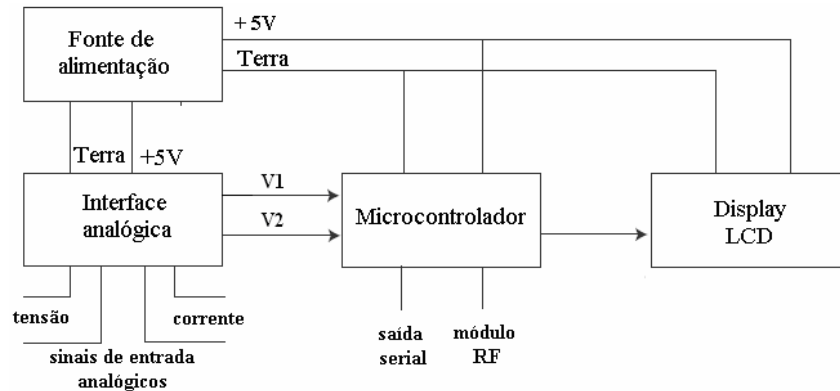 Fonte de
alimentação
+5V
Terra
Terra
+5V
Interface
analógica
V1
V2
Microcontrolador
Display
LCD
tensão
corrente
sinais de entrada
analógicos
saída
serial
módulo
RF